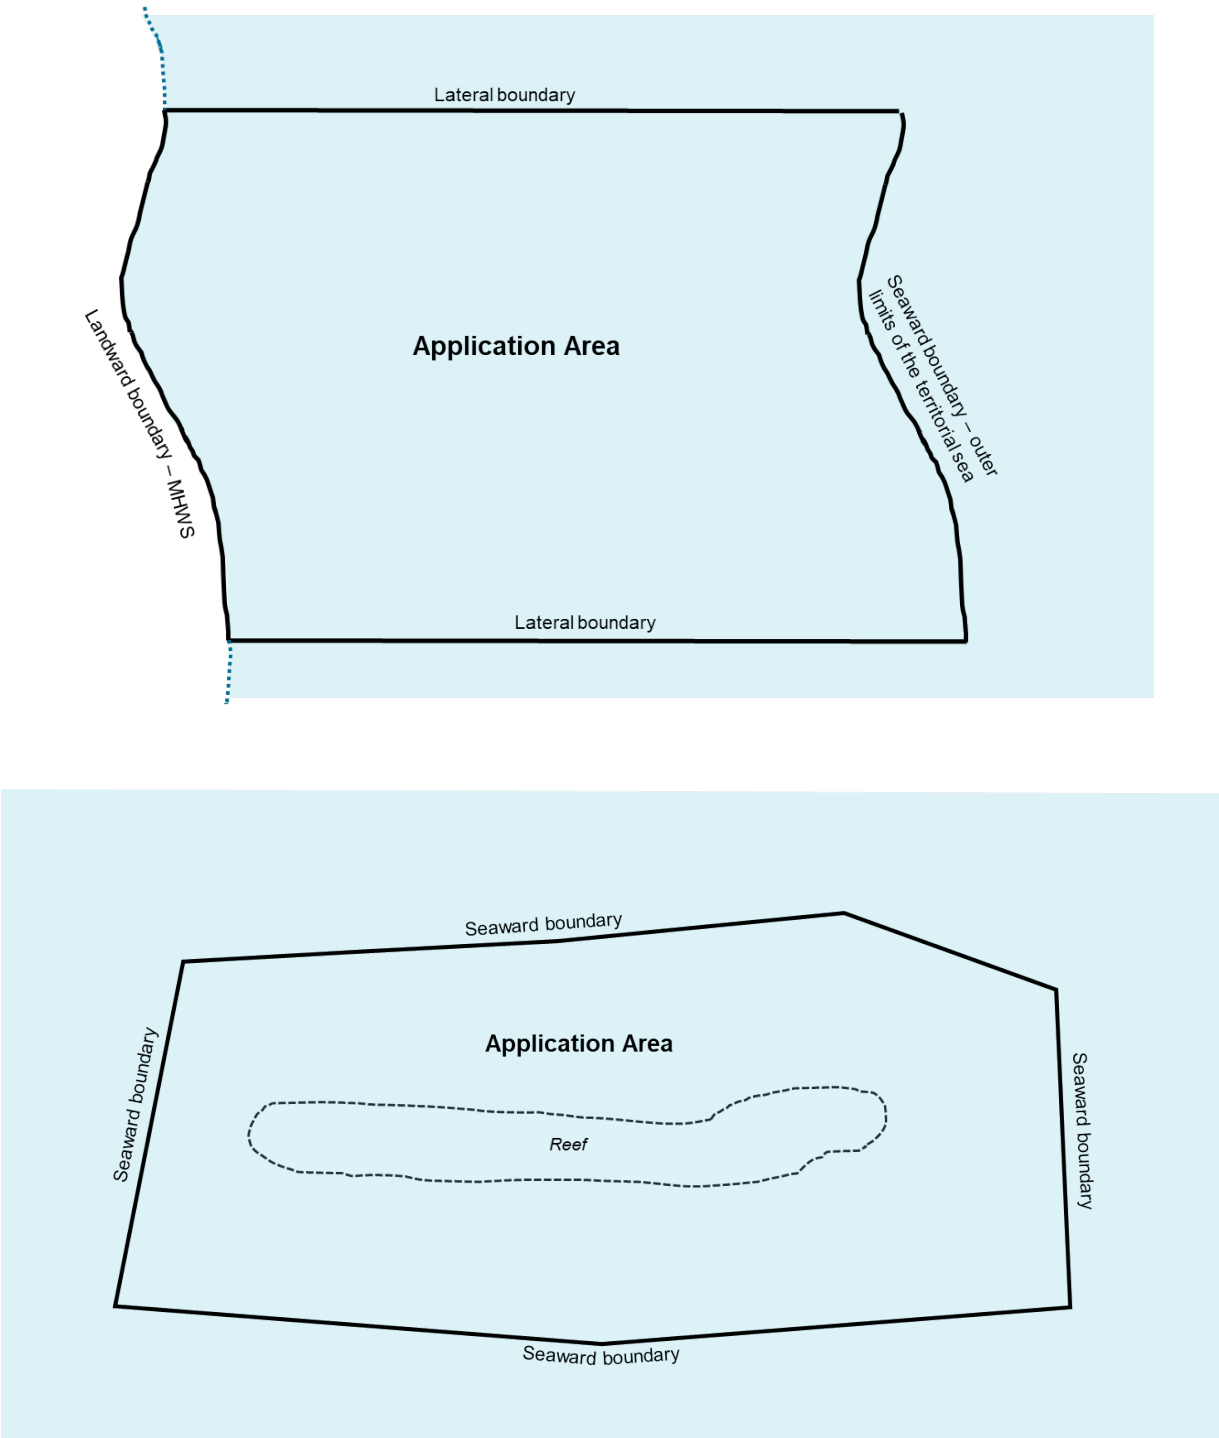 Lateral boundary
Application Area
Landward boundary – MHWS
Seaward boundary – outer
limits of the territorial sea
Lateral boundary
Seaward boundary
Seaward boundary
Application Area
Reef
Seaward boundary
Seaward boundary